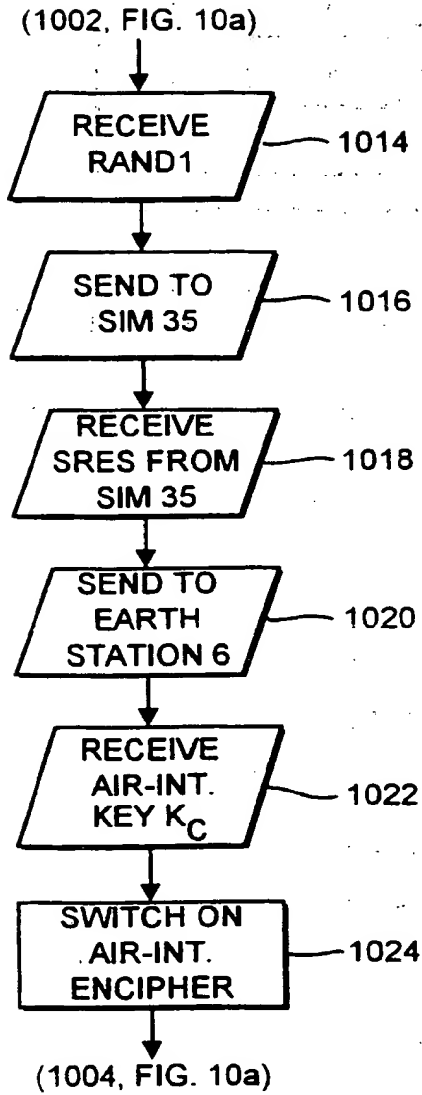 (1002, FIG. 10a)
RECEIVE
RAND1
1014
SEND TO
SIM 35
1016
RECEIVE
SRES FROM
SIM 35
1018
SEND TO
EARTH
STATION 6
1020
RECEIVE
AIR-INT.
KEY KC
1022
SWITCH ON
AIR-INT.
ENCIPHER
1024
(1004, FIG. 10a)